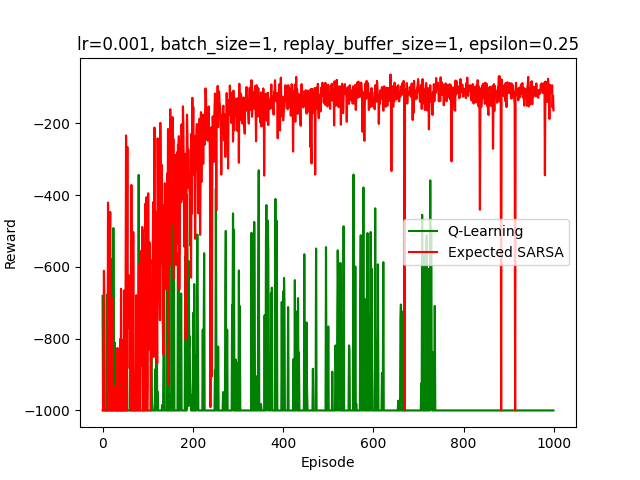 lr=0.001, batch_size=1, replay_buffer_size=1, epsilon=0.25
Reward
−200
−400
−600
−800
−1000
Q-Learning
Expected SARSA
0 200 400 600 800 1000
Episode